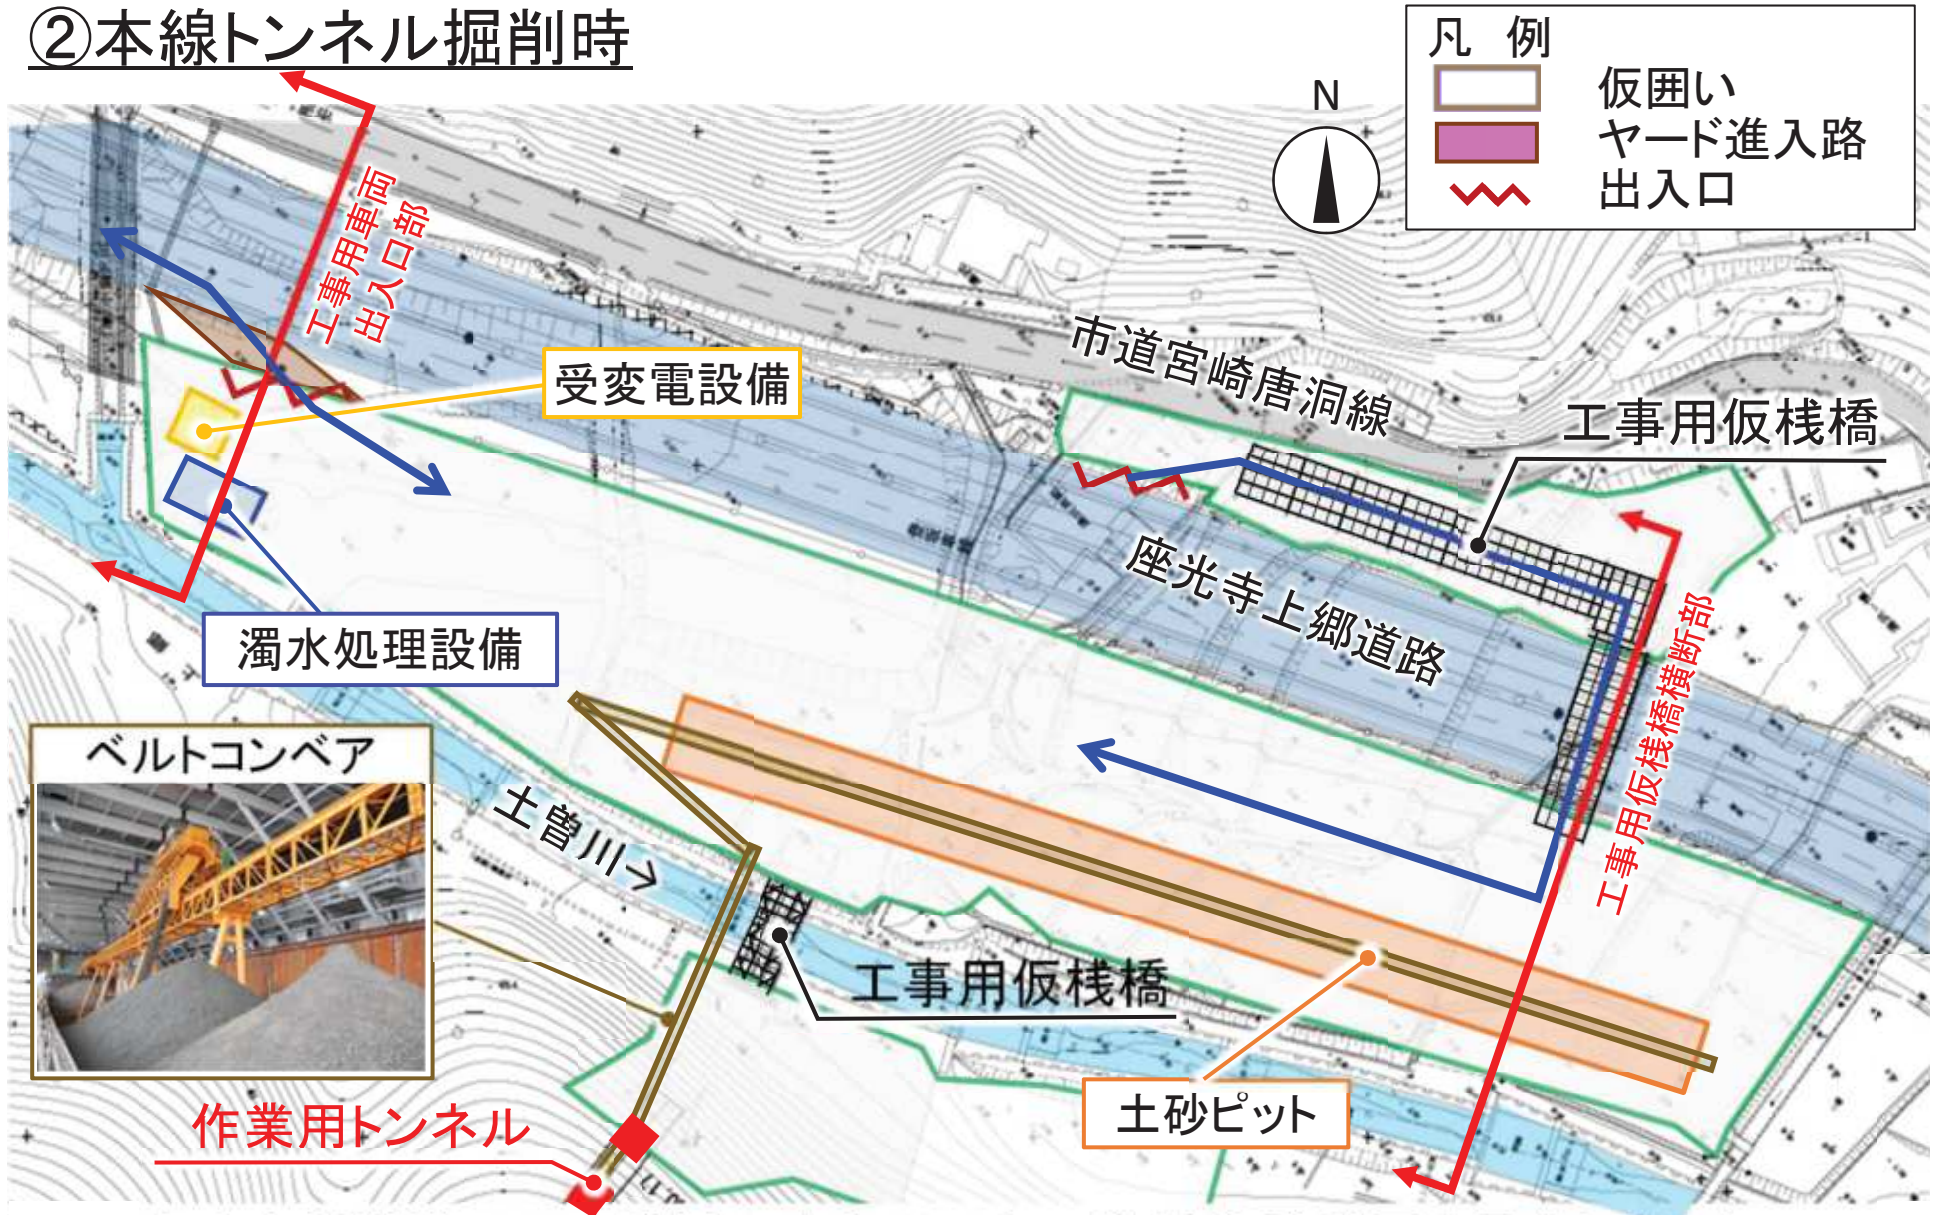 ②本線トンネル掘削時
凡 例
仮囲い
ヤード進入路
出入口
N
工事用車両
出入口部
受変電設備
市道宮崎唐洞線
工事用仮桟橋
座光寺上郷道路
濁水処理設備
工事用仮桟橋横断部
ベルトコンベア
土曽川→
工事用仮桟橋
土砂ピット
作業用トンネル